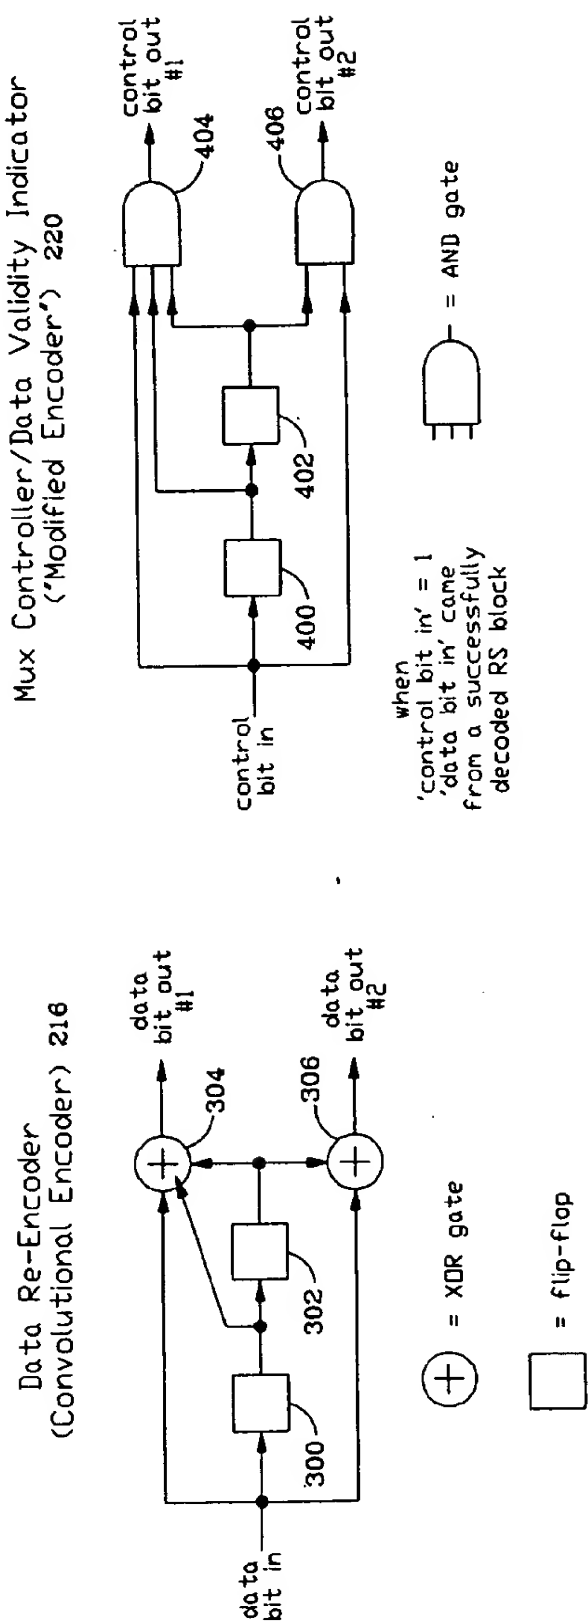 Data Re-Encoder
(Convolutional Encoder) 216
data
bit in
300
302
304
306
data
bit out
#1
data
bit out
#2
= XOR gate
= flip-flop
Mux Controller/Data Validity Indicator
("Modified Encoder") 220
control
bit in
400
402
404
406
control
bit out
#1
control
bit out
#2
when
'control bit in' = 1
'data bit in' came
from a successfully
decoded RS block
= AND gate